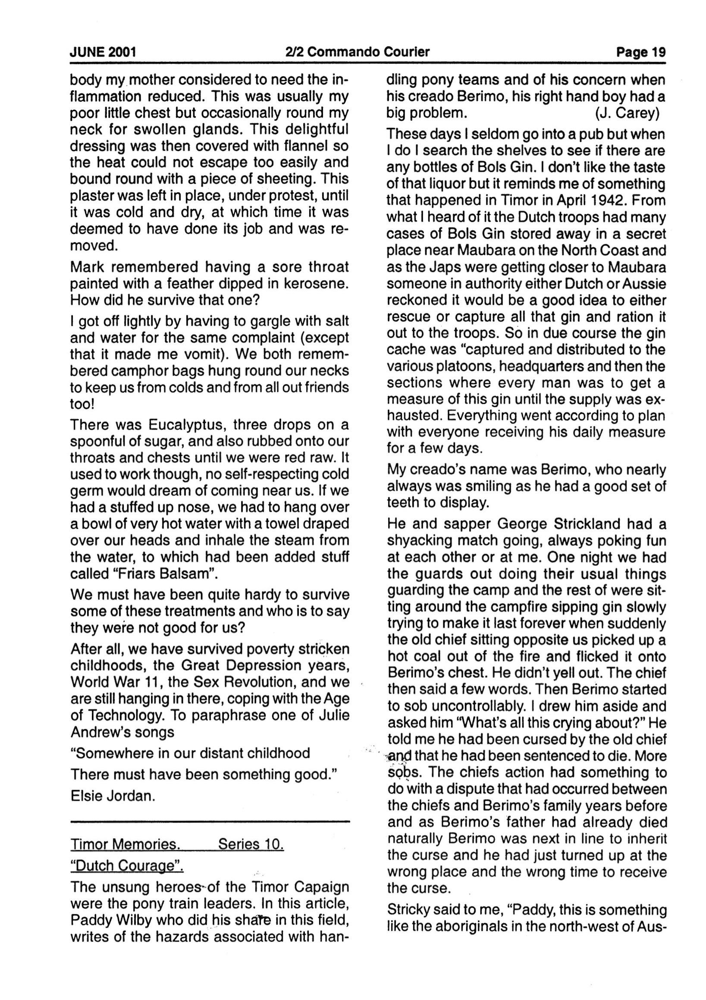 JUNE 2001 2/2 Commando Courier Page 19
body my mother considered to need the in-
flammation reduced. This was usually my
poor little chest but occasionally round my
neck for swollen glands. This delightful
dressing was then covered with flannel so
the heat could not escape too easily and
bound round with a piece of sheeting. This
plaster was left in place, under protest, until
it was cold and dry, at which time it was
deemed to have done its job and was re-
moved.
Mark remembered having a sore throat
painted with a feather dipped in kerosene.
How did he survive that one?
I got off lightly by having to gargle with salt
and water for the same complaint (except
that it made me vomit). We both remem-
bered camphor bags hung round our necks
to keep us from colds and from all out friends
too!
There was Eucalyptus, three drops on a
spoonful of sugar, and also rubbed onto our
throats and chests until we were red raw. It
used to work though, no self-respecting cold
germ would dream of coming near us. If we
had a stuffed up nose, we had to hang over
a bowl of very hot water with a towel draped
over our heads and inhale the steam from
the water, to which had been added stuff
called “Friars Balsam”.
We must have been quite hardy to survive
some of these treatments and who is to say
they were not good for us?
After all, we have survived poverty stricken
childhoods, the Great Depression years,
World War 11, the Sex Revolution, and we
are still hanging in there, coping with the Age
of Technology. To paraphrase one of Julie
Andrew’s songs
“Somewhere in our distant childhood
There must have been something good.”
Elsie Jordan.
Timor Memories. Series 10.
“Dutch Courage”.
The unsung heroes of the Timor Capaign
were the pony train leaders. In this article,
Paddy Wilby who did his share in this field,
writes of the hazards associated with han-
dling pony teams and of his concern when
his creado Berimo, his right hand boy had a
big problem. (J. Carey)
These days I seldom go into a pub but when
I do I search the shelves to see if there are
any bottles of Bols Gin. I don’t like the taste
of that liquor but it reminds me of something
that happened in Timor in April 1942. From
what I heard of it the Dutch troops had many
cases of Bols Gin stored away in a secret
place near Maubara on the North Coast and
as the Japs were getting closer to Maubara
someone in authority either Dutch or Aussie
reckoned it would be a good idea to either
rescue or capture all that gin and ration it
out to the troops. So in due course the gin
cache was “captured and distributed to the
various platoons, headquarters and then the
sections where every man was to get a
measure of this gin until the supply was ex-
hausted. Everything went according to plan
with everyone receiving his daily measure
for a few days.
My creado’s name was Berimo, who nearly
always was smiling as he had a good set of
teeth to display.
He and sapper George Strickland had a
shyacking match going, always poking fun
at each other or at me. One night we had
the guards out doing their usual things
guarding the camp and the rest of were sit-
ting around the campfire sipping gin slowly
trying to make it last forever when suddenly
the old chief sitting opposite us picked up a
hot coal out of the fire and flicked it onto
Berimo’s chest. He didn’t yell out. The chief
then said a few words. Then Berimo started
to sob uncontrollably. I drew him aside and
asked him “What’s all this crying about?” He
told me he had been cursed by the old chief
and that he had been sentenced to die. More
sobs. The chiefs action had something to
do with a dispute that had occurred between
the chiefs and Berimo’s family years before
and as Berimo’s father had already died
naturally Berimo was next in line to inherit
the curse and he had just turned up at the
wrong place and the wrong time to receive
the curse.
Stricky said to me, “Paddy, this is something
like the aboriginals in the north-west of Aus-